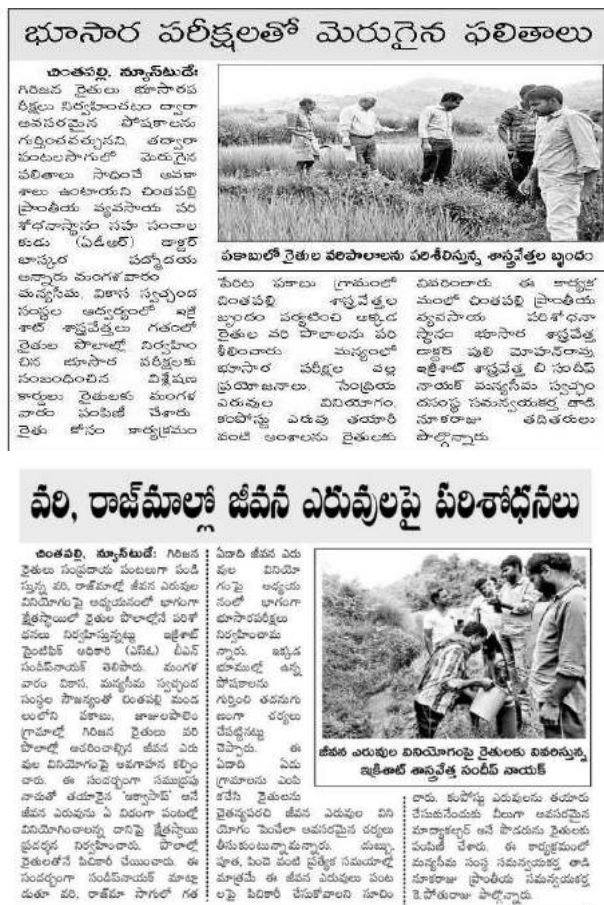 భూసార పరీక్షలతో మెరుగైన ఫలితాలు
చింతపల్లి, న్యూస్‌టుడే:
గిరిజన రైతులు భూసారప
రీక్షలు నిర్వహించటం ద్వారా
అవసరమైన పోషకాలను
గుర్తించవచ్చునని, తద్వారా
పంటలసాగులో మెరుగైన
ఫలితాలు సాధించే అవకా
శాలు ఉంటాయని చింతపల్లి
ప్రాంతీయ వ్యవసాయ పరి
శోధనాస్థానం సహ సంచాల
కుడు (ఏడీఆర్) డాక్టర్
అన్నారు మంగళవారం
మన్యసీమ, వికాస స్వచ్ఛంద
సంస్థల ఆధ్వర్యంలో ఇక్రి
శాట్ శాస్త్రవేత్తలు గతంలో
రైతుల పొలాల్లో నిర్వహిం
చిన భూసార పరీక్షలకు
సంబంధించిన విశ్లేషణ
కార్డులు రైతులకు మంగళ
వారం పంపిణీ చేశారు.
రైతు కోసం కార్యక్రమం
పకాబులో రైతుల వరిపొలాలను పరిశీలిస్తున్న శాస్త్రవేత్తల బృందం
పేరిట పకాబు గ్రామంలో
చింతపల్లి శాస్త్రవేత్తల
బృందం పర్యటించి అక్కడ
రైతుల వరి పొలాలను పరి
శీలించారు. మన్యంలో
భూసార పరీక్షల వల్ల
ప్రయోజనాలు, సేంద్రియ
ఎరువుల వినియోగం,
కంపోస్టు ఎరువు తయారీ
వంటి అంశాలను రైతులకు
వివరించారు. ఈ కార్యక్ర
మంలో చింతపల్లి ప్రాంతీయ
వ్యవసాయ పరిశోధనా
స్థానం భూసార శాస్త్రవేత్త
డాక్టర్ పులి మోహన్‌రావు,
ఇక్రిశాట్ శాస్త్రవేత్త బి సందీప్
నాయక్ మన్యసీమ స్వచ్ఛం
దసంస్థ సమన్వయకర్త తాడి
నూకరాజు తదితరులు
పాల్గొన్నారు
వరి, రాజ్‌మాల్లో జీవన ఎరువులపై పరిశోధనలు
చింతపల్లి, న్యూస్‌టుడే: గిరిజన
రైతులు సంప్రదాయ పంటలుగా పండి
స్తున్న వరి, రాజ్‌మాల్లో జీవన ఎరువుల
వినియోగంపై అధ్యయనంలో భాగంగా
క్షేత్రస్థాయిలో రైతుల పొలాల్లోనే పరిశో
ధనలు నిర్వహిస్తున్నట్లు ఇక్రిశాట్
సైంటిఫిక్ అధికారి (ఎస్ఓ) బీఎన్
సందీప్‌నాయక్ తెలిపారు. మంగళ
వారం వికాస, మన్యసీమ స్వచ్ఛంద
సంస్థల సౌజన్యంతో చింతపల్లి మండ
లంలోని పకాబు, జాజులపాలెం
గ్రామాల్లో గిరిజన రైతులు వరి
పొలాల్లో ఆచరించాల్సిన జీవన ఎరు
వుల వినియోగంపై అవగాహన కల్పిం
చారు. ఈ సందర్భంగా సముద్రపు
నాచుతో తయారైన 'ఆక్వాసాప్' అనే
జీవన ఎరువును ఏ విధంగా పంటల్లో
వినియోగించాలన్న దానిపై క్షేత్రస్థాయి
ప్రదర్శన నిర్వహించారు. పొలాల్లో
రైతులతోనే పిచికారీ చేయించారు. ఈ
సందర్భంగా సందీప్‌నాయక్ మాట్లా
డుతూ వరి, రాజ్‌మా సాగులో గత
ఏడాది జీవన ఎరు
వుల వినియో
గంపై అధ్యయ
నంలో భాగంగా
భూసారపరీక్షలు
నిర్వహించామ
న్నారు. ఇక్కడ
భూముల్లో ఉన్న
పోషకాలను
గుర్తించి తదనుగు
ణంగా చర్యలు
చేపట్టినట్లు
చెప్పారు. ఈ
ఏడాది ఏడు
గ్రామాలను ఎంపి
కచేసి రైతులను
చైతన్యపరచి జీవన ఎరువుల విని
యోగం పెంచేలా అవసరమైన చర్యలు
తీసుకుంటున్నామన్నారు. దుబ్బు,
పూత, పిందె వంటి ప్రత్యేక సమయాల్లో
మాత్రమే ఈ జీవన ఎరువులు పంట
లపై పిచికారీ చేసుకోవాలని సూచిం
జీవన ఎరువుల వినియోగంపై రైతులకు వివరిస్తున్న
ఇక్రిశాట్ శాస్త్రవేత్త సందీప్ నాయక్
చారు. కంపోస్టు ఎరువులను తయారు
చేసుకునేందుకు వీలుగా అవసరమైన
మాద్యాకల్చర్ అనే పౌడరును రైతులకు
పంపిణీ చేశారు. ఈ కార్యక్రమంలో
మన్యసీమ సంస్థ సమన్వయకర్త తాడి
నూకరాజు ప్రాంతీయ సమన్వయకర్త
కె.పోతురాజు పాల్గొన్నారు.